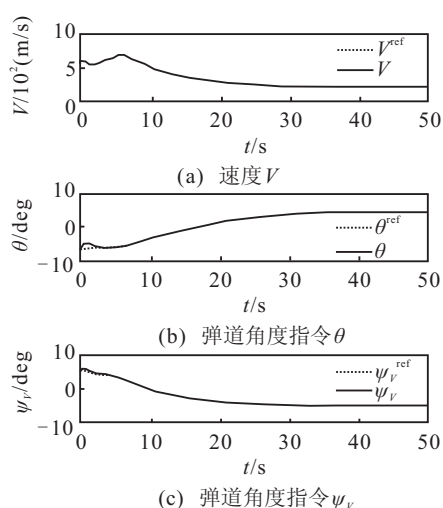 10
V/10²(m/s)
5
0
V^ref
V
0 10 20 30 40 50
t/s
(a) 速度V
10
θ/deg
0
−10
θ^ref
θ
0 10 20 30 40 50
t/s
(b) 弹道角度指令θ
10
ψ_V/deg
0
−10
ψ_V^ref
ψ_V
0 10 20 30 40 50
t/s
(c) 弹道角度指令ψ_V